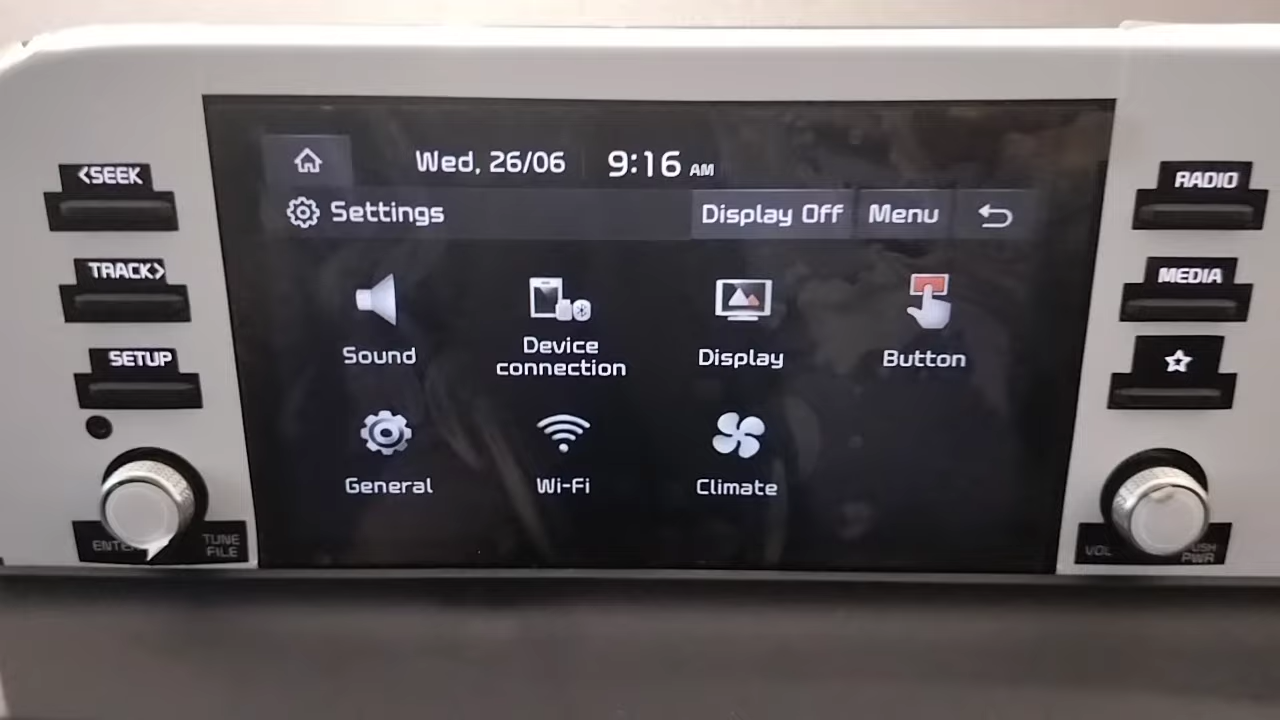 <SEEK
TRACK>
SETUP
ENTER
TUNE
FILE
Wed, 26/06 9:16 AM
Settings Display Off Menu
Sound
Device
connection
Display
Button
General
Wi-Fi
Climate
RADIO
MEDIA
VOL
PUSH
PWR